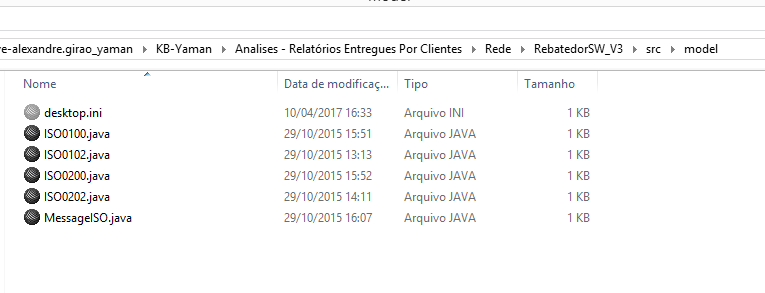 ve-alexandre.girao_yaman › KB-Yaman › Analises - Relatórios Entregues Por Clientes › Rede › RebatedorSW_V3 › src › model
Nome Data de modificaç... Tipo Tamanho
desktop.ini 10/04/2017 16:33 Arquivo INI 1 KB
ISO0100.java 29/10/2015 15:51 Arquivo JAVA 1 KB
ISO0102.java 29/10/2015 13:13 Arquivo JAVA 1 KB
ISO0200.java 29/10/2015 15:52 Arquivo JAVA 1 KB
ISO0202.java 29/10/2015 14:11 Arquivo JAVA 1 KB
MessageISO.java 29/10/2015 16:07 Arquivo JAVA 1 KB